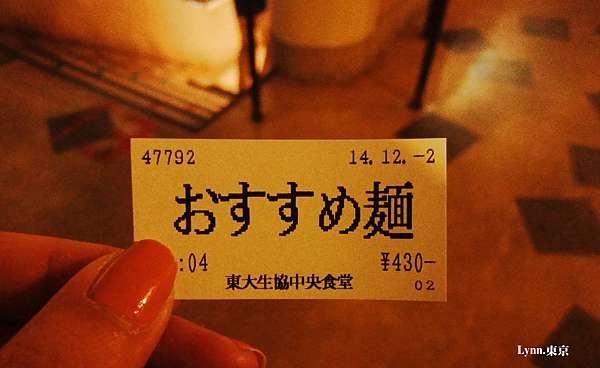 47792 14.12.-2
おすすめ麺
:04 ¥430-
東大生協中央食堂 02
Lynn.東京